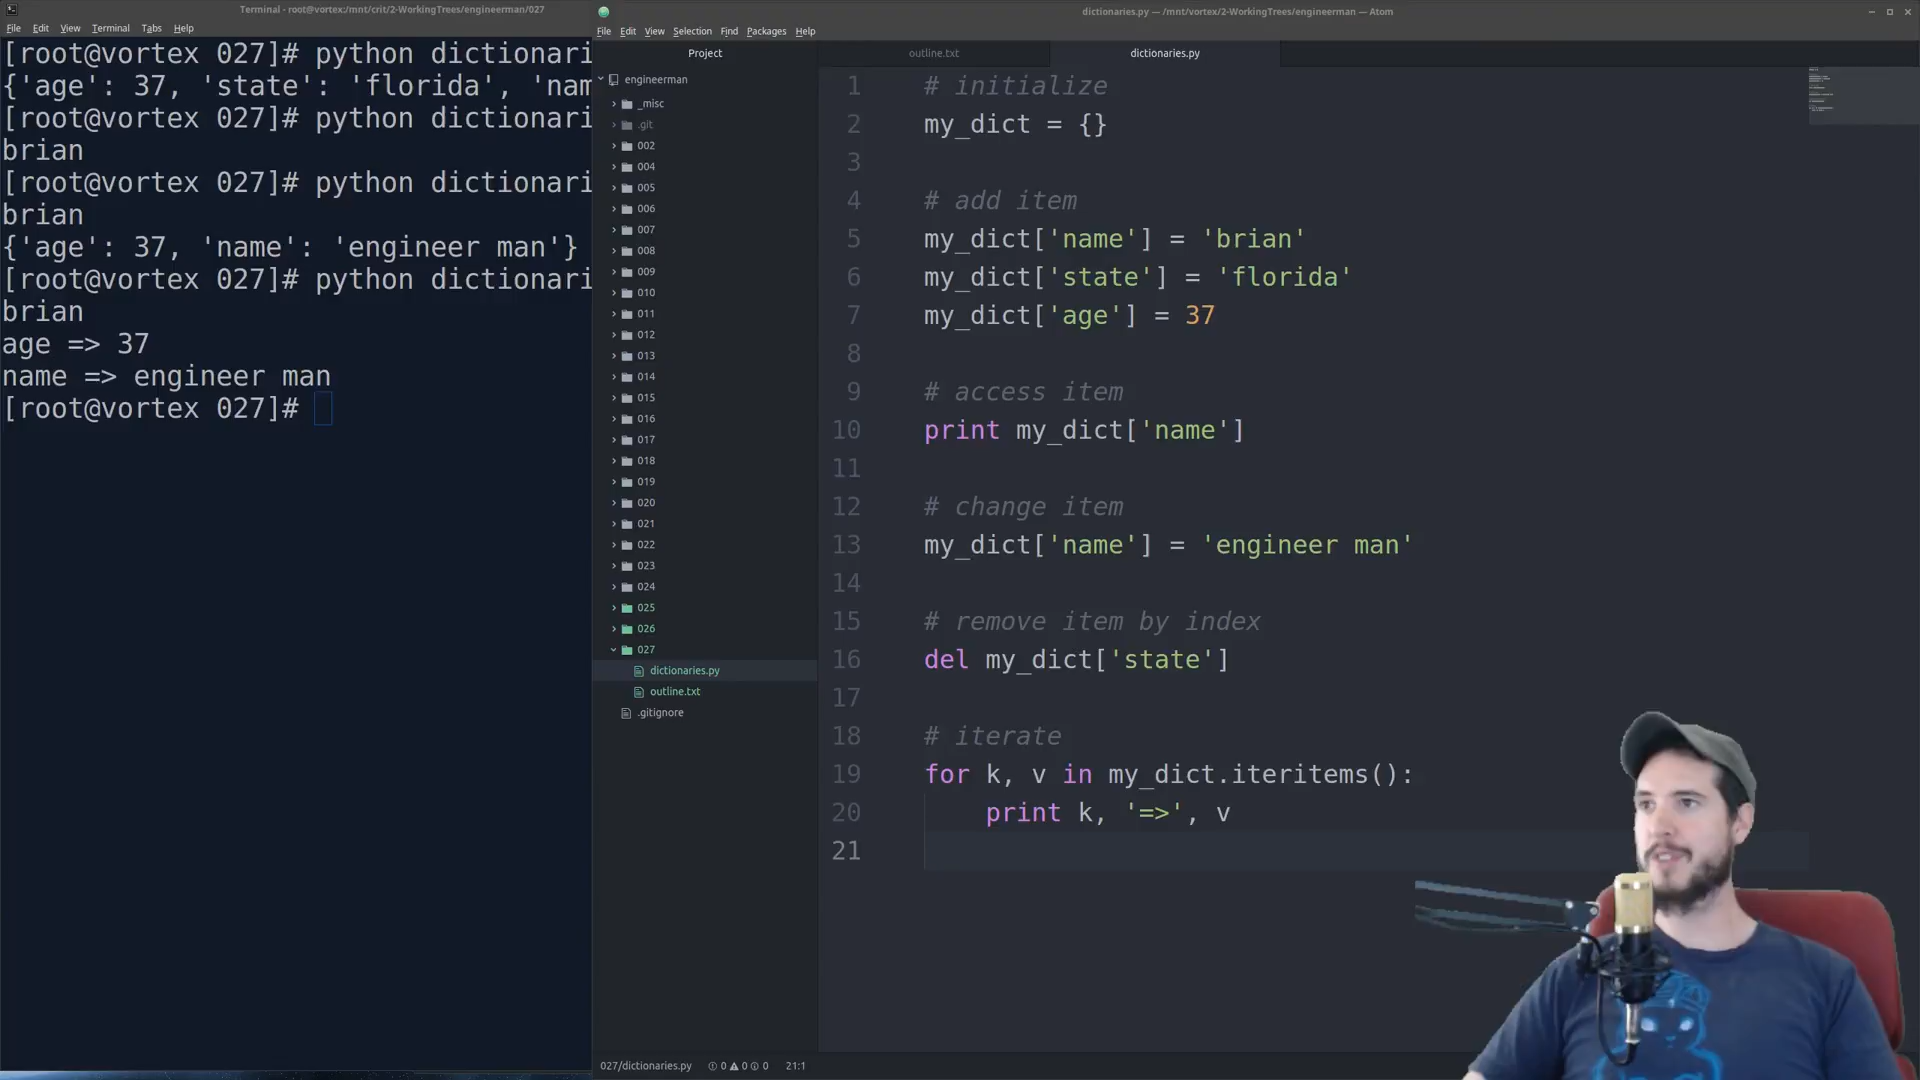 Terminal - root@vortex:/mnt/crit/2-WorkingTrees/engineerman/027
File Edit View Terminal Tabs Help
[root@vortex 027]# python dictionari
{'age': 37, 'state': 'florida', 'nam
[root@vortex 027]# python dictionari
brian
[root@vortex 027]# python dictionari
brian
{'age': 37, 'name': 'engineer man'}
[root@vortex 027]# python dictionari
brian
age => 37
name => engineer man
[root@vortex 027]#
dictionaries.py — /mnt/vortex/2-WorkingTrees/engineerman — Atom
File Edit View Selection Find Packages Help
Project
engineerman
_misc
.git
002
004
005
006
007
008
009
010
011
012
013
014
015
016
017
018
019
020
021
022
023
024
025
026
027
dictionaries.py
outline.txt
.gitignore
outline.txt dictionaries.py
1 # initialize
2 my_dict = {}
3
4 # add item
5 my_dict['name'] = 'brian'
6 my_dict['state'] = 'florida'
7 my_dict['age'] = 37
8
9 # access item
10 print my_dict['name']
11
12 # change item
13 my_dict['name'] = 'engineer man'
14
15 # remove item by index
16 del my_dict['state']
17
18 # iterate
19 for k, v in my_dict.iteritems():
20 print k, '=>', v
21
027/dictionaries.py 0 0 0 21:1